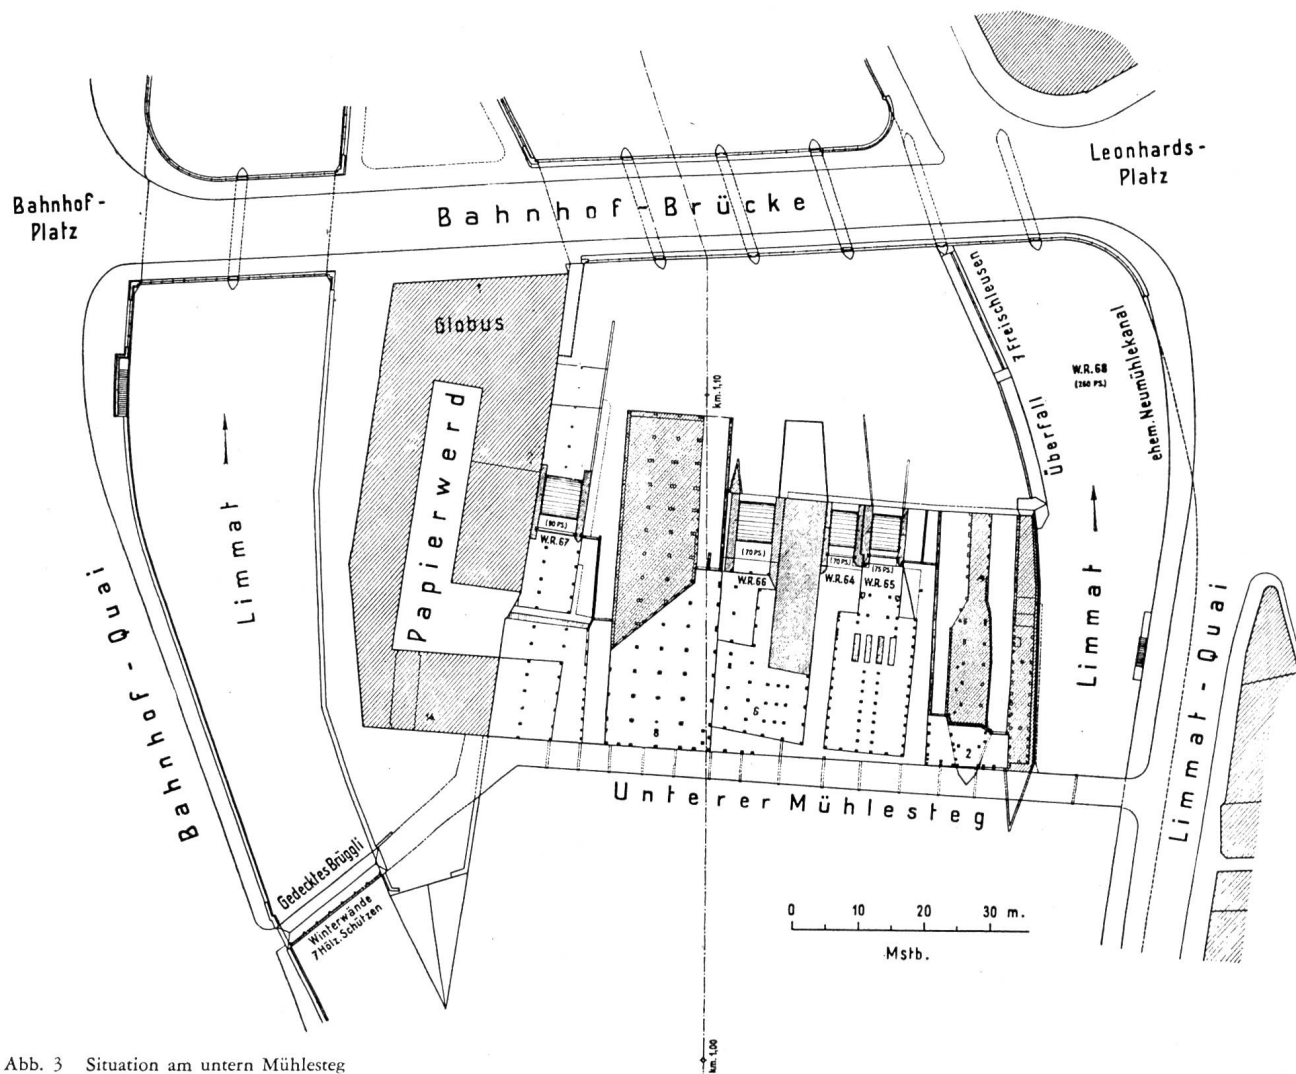 Leonhards-
Platz
Bahnhof-
Platz
Bahnhof-Brücke
Globus
Papierwerd
7 Freischleusen
Überfall
ehem. Neumühlekanal
W.R. 68
(260 PS.)
km. 1,10
(90 PS.)
W.R. 67
(70 PS.)
W.R. 66
(70 PS.)
W.R. 64
(75 PS.)
W.R. 65
Limmat
Limmat
Bahnhof-Quai
Limmat-Quai
14
8
6
2
Unterer Mühlesteg
Gedecktes Brüggli
Winterwände
7 Hölz. Schützen
0 10 20 30 m.
Mstb.
km. 1,00
Abb. 3 Situation am untern Mühlesteg